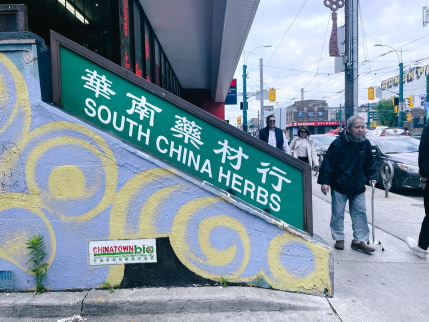 華南藥材行
SOUTH CHINA HERBS
CHINATOWN bia